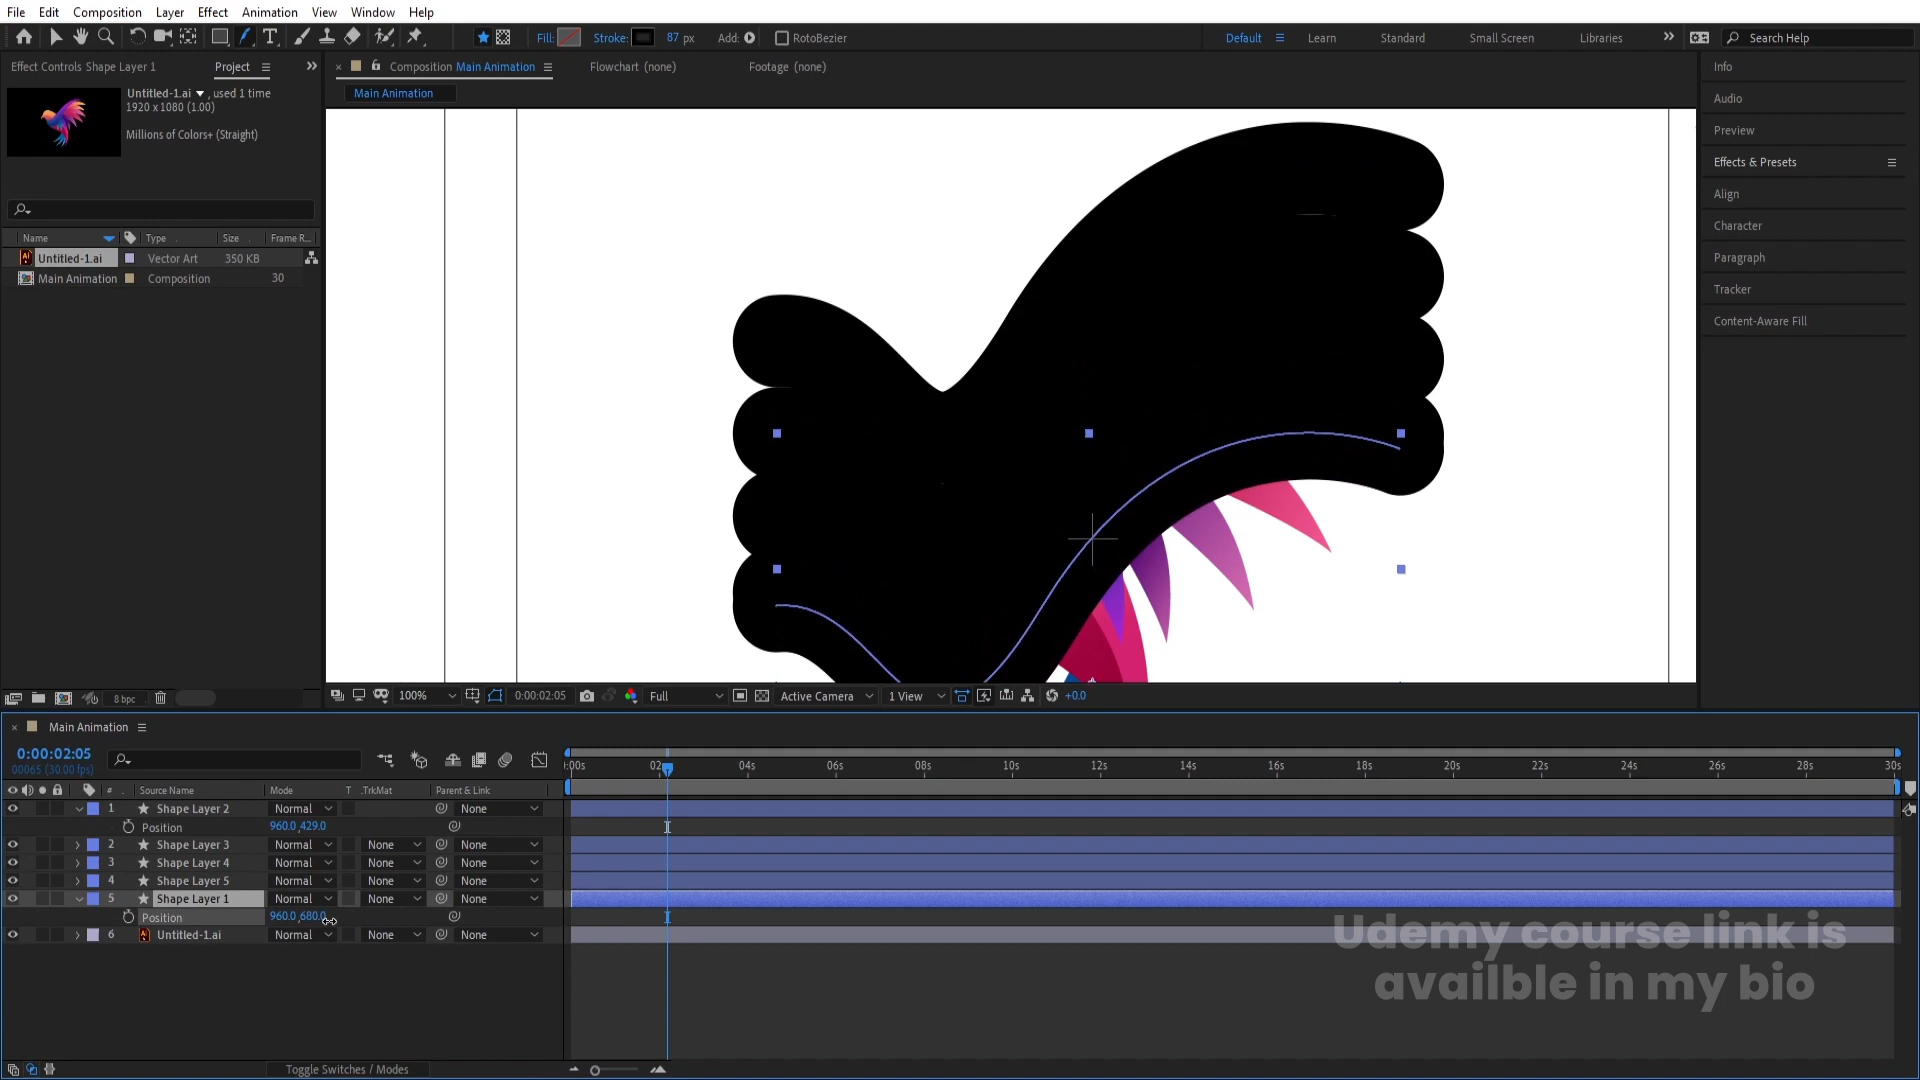 File Edit Composition Layer Effect Animation View Window Help
Fill: Stroke: 87 px Add: RotoBezier Default Learn Standard Small Screen Libraries Search Help
Effect Controls Shape Layer 1 Project Composition Main Animation Flowchart (none) Footage (none)
Main Animation
Untitled-1.ai , used 1 time
1920 x 1080 (1.00)
Millions of Colors+ (Straight)
Name Type Size Frame R...
Untitled-1.ai Vector Art 350 KB
Main Animation Composition 30
Info
Audio
Preview
Effects & Presets
Align
Character
Paragraph
Tracker
Content-Aware Fill
8 bpc 100% 0:00:02:05 Full Active Camera 1 View +0.0
Main Animation
0:00:02:05
00065 (30.00 fps)
:00s 02 04s 06s 08s 10s 12s 14s 16s 18s 20s 22s 24s 26s 28s 30s
# Source Name Mode T .TrkMat Parent & Link
1 Shape Layer 2 Normal None
Position 960.0,429.0
2 Shape Layer 3 Normal None None
3 Shape Layer 4 Normal None None
4 Shape Layer 5 Normal None None
5 Shape Layer 1 Normal None None
Position 960.0,680.0
6 Untitled-1.ai Normal None None
Udemy course link is
availble in my bio
Toggle Switches / Modes